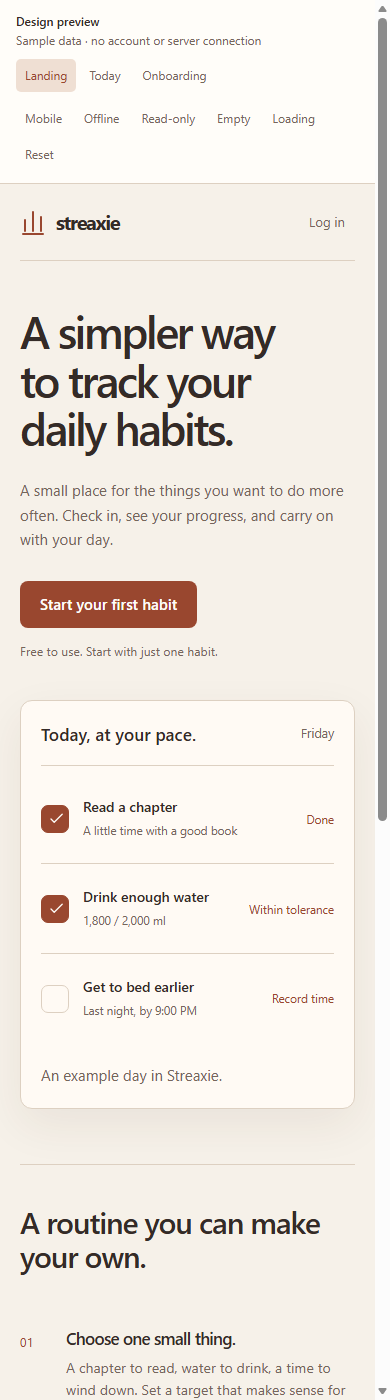 Design preview
Sample data · no account or server connection
Landing Today Onboarding
Mobile Offline Read-only Empty Loading
Reset
streaxie Log in
A simpler way
to track your
daily habits.
A small place for the things you want to do more
often. Check in, see your progress, and carry on
with your day.
Start your first habit
Free to use. Start with just one habit.
Today, at your pace. Friday
Read a chapter
A little time with a good book
Done
Drink enough water
1,800 / 2,000 ml
Within tolerance
Get to bed earlier
Last night, by 9:00 PM
Record time
An example day in Streaxie.
A routine you can make
your own.
01 Choose one small thing.
A chapter to read, water to drink, a time to
wind down. Set a target that makes sense for